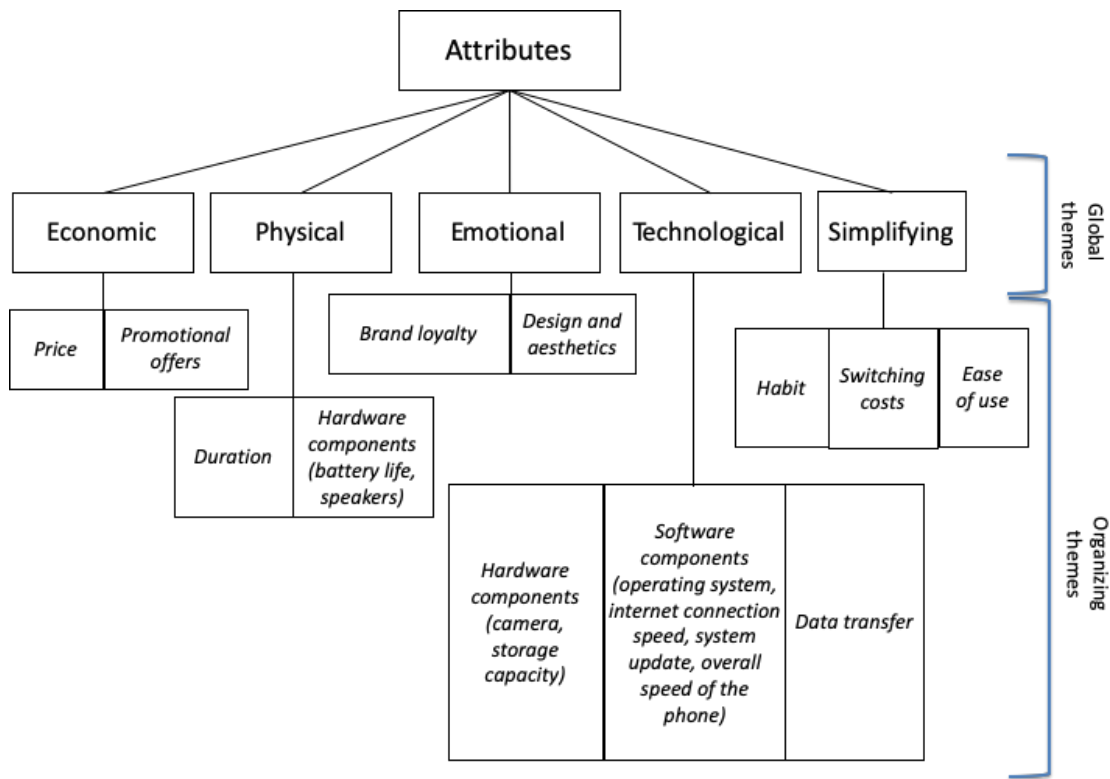 Attributes
Economic
Physical
Emotional
Technological
Simplifying
Global
themes
Price
Promotional
offers
Brand loyalty
Design and
aesthetics
Habit
Switching
costs
Ease
of use
Duration
Hardware
components
(battery life,
speakers)
Hardware
components
(camera,
storage
capacity)
Software
components
(operating system,
internet connection
speed, system
update, overall
speed of the
phone)
Data transfer
Organizing
themes